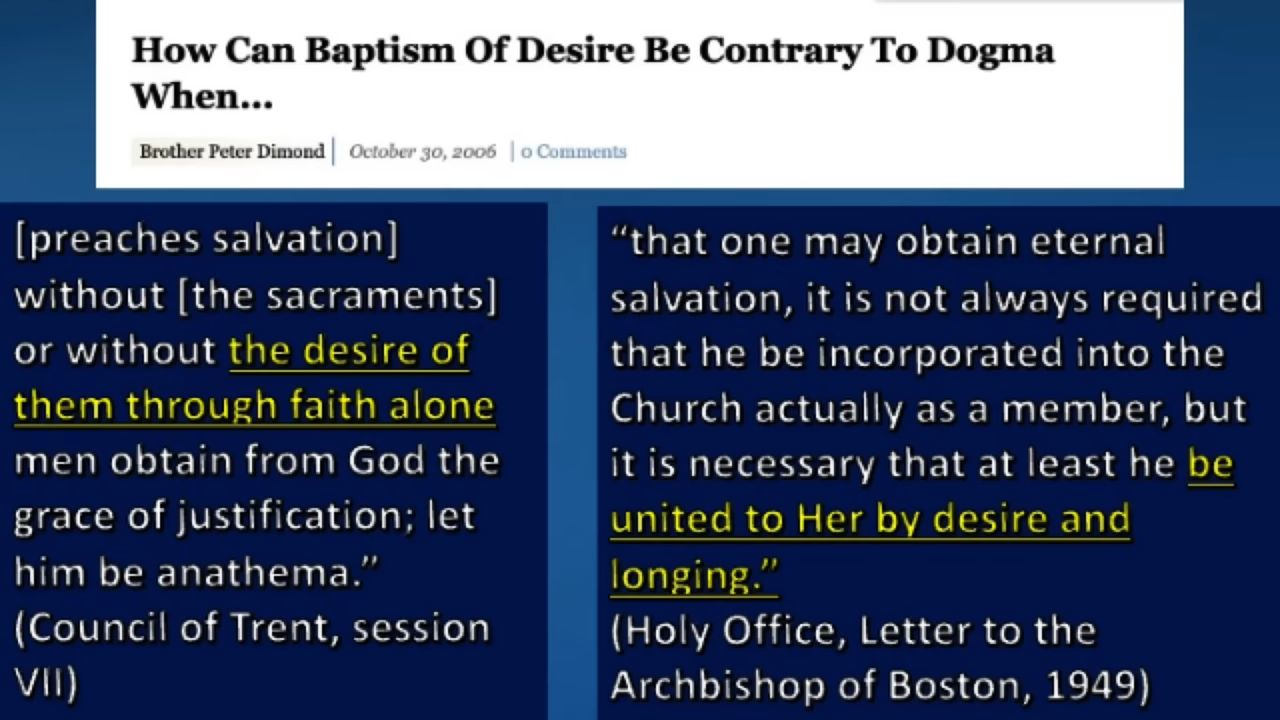 How Can Baptism Of Desire Be Contrary To Dogma
When...
Brother Peter Dimond | October 30, 2006 | 0 Comments
[preaches salvation]
without [the sacraments]
or without the desire of
them through faith alone
men obtain from God the
grace of justification; let
him be anathema.”
(Council of Trent, session
VII)
“that one may obtain eternal
salvation, it is not always required
that he be incorporated into the
Church actually as a member, but
it is necessary that at least he be
united to Her by desire and
longing.”
(Holy Office, Letter to the
Archbishop of Boston, 1949)